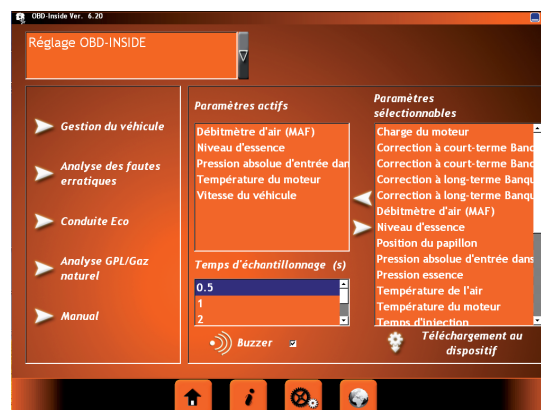 OBD-Inside Ver. 6.20
Réglage OBD-INSIDE
Gestion du véhicule
Analyse des fautes
erratiques
Conduite Eco
Analyse GPL/Gaz
naturel
Manual
Paramètres actifs
Débitmètre d'air (MAF)
Niveau d'essence
Pression absolue d'entrée dan
Température du moteur
Vitesse du véhicule
Temps d'échantillonnage (s)
0.5
1
2
Buzzer
Paramètres
sélectionnables
Charge du moteur
Correction à court-terme Banq
Correction à court-terme Banq
Correction à long-terme Banqu
Correction à long-terme Banqu
Débitmètre d'air (MAF)
Niveau d'essence
Position du papillon
Pression absolue d'entrée dans
Pression essence
Température de l'air
Température du moteur
Temps d'injection
Téléchargement au
dispositif